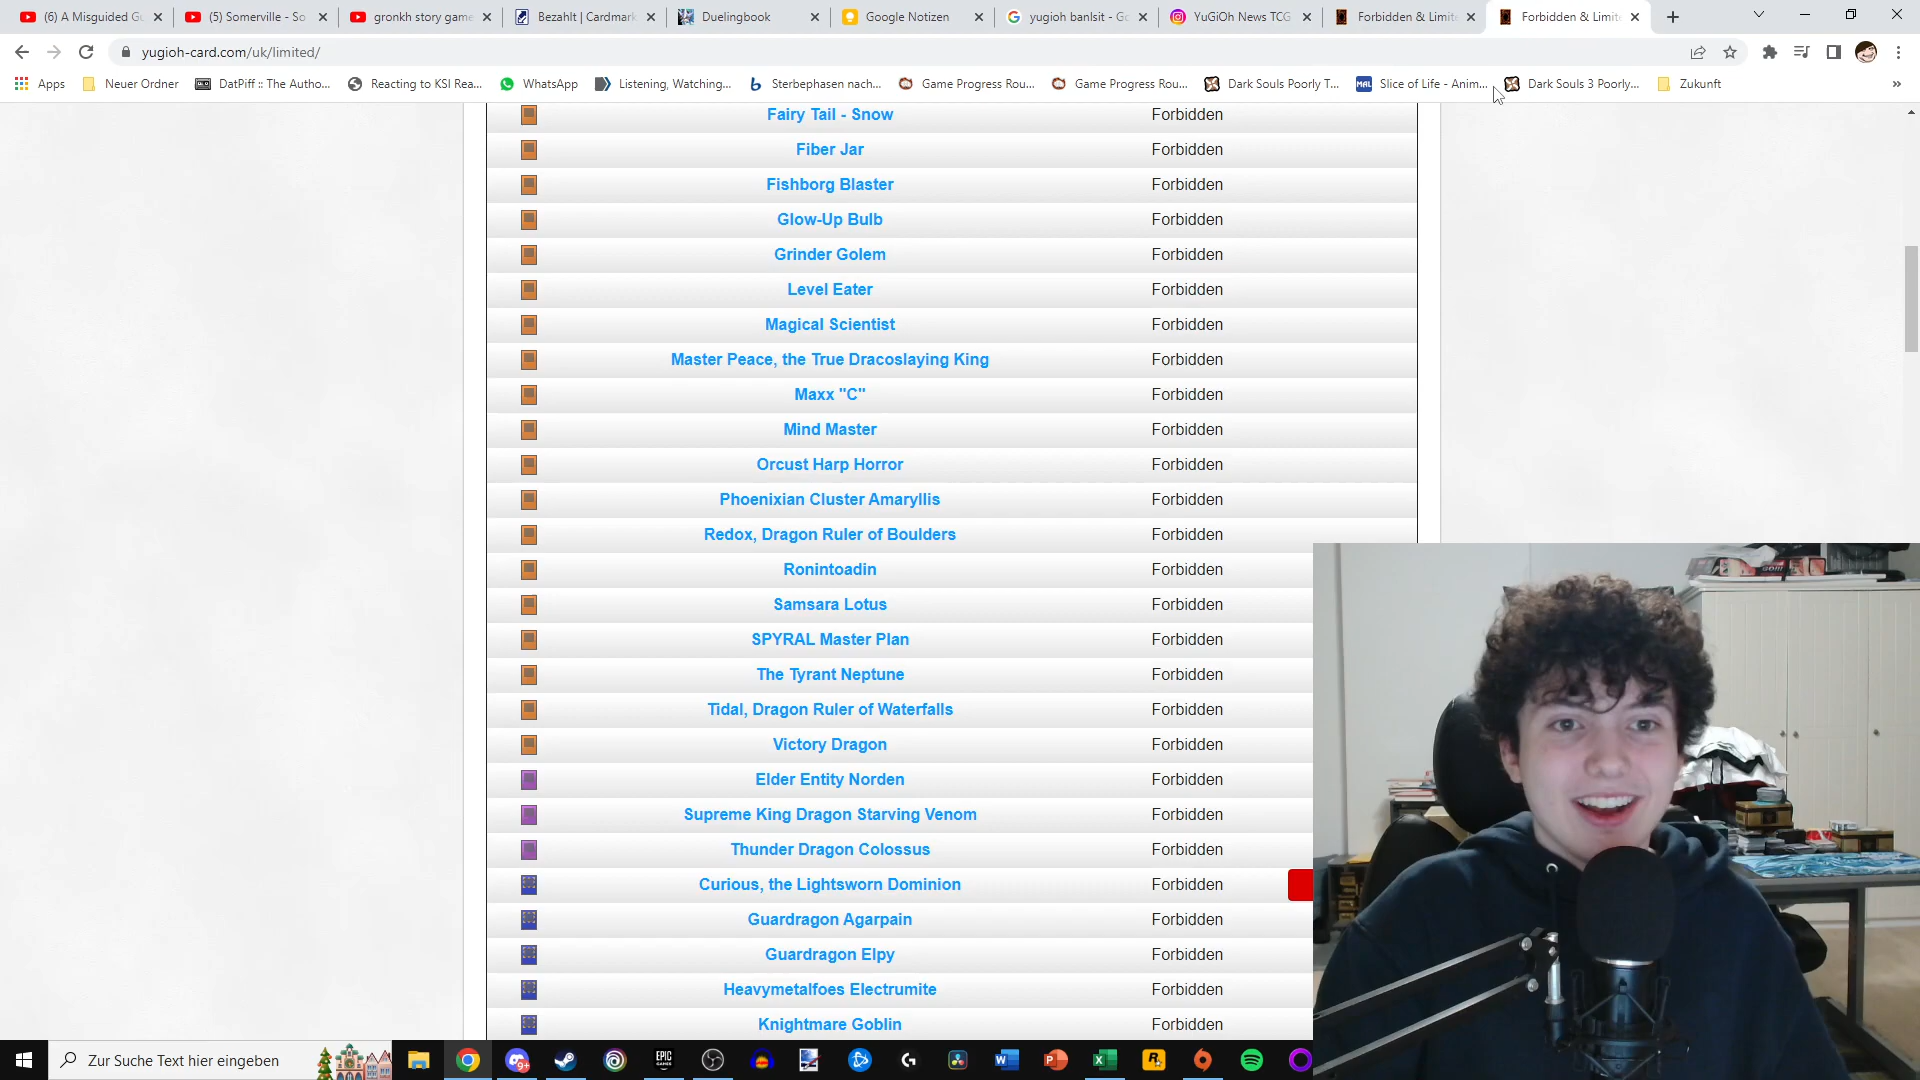 (6) A Misguided G
(5) Somerville - So
gronkh story game
Bezahlt | Cardmar
Duelingbook
Google Notizen
yugioh banlsit - G
YuGiOh News TCG
Forbidden & Limit
Forbidden & Limit
yugioh-card.com/uk/limited/
Apps
Neuer Ordner
DatPiff :: The Autho...
Reacting to KSI Rea...
WhatsApp
Listening, Watching...
Sterbephasen nach...
Game Progress Rou...
Game Progress Rou...
Dark Souls Poorly T...
MAL
Slice of Life - Anim...
Dark Souls 3 Poorly...
Zukunft
Fairy Tail - Snow Forbidden
Fiber Jar Forbidden
Fishborg Blaster Forbidden
Glow-Up Bulb Forbidden
Grinder Golem Forbidden
Level Eater Forbidden
Magical Scientist Forbidden
Master Peace, the True Dracoslaying King Forbidden
Maxx "C" Forbidden
Mind Master Forbidden
Orcust Harp Horror Forbidden
Phoenixian Cluster Amaryllis Forbidden
Redox, Dragon Ruler of Boulders Forbidden
Ronintoadin Forbidden
Samsara Lotus Forbidden
SPYRAL Master Plan Forbidden
The Tyrant Neptune Forbidden
Tidal, Dragon Ruler of Waterfalls Forbidden
Victory Dragon Forbidden
Elder Entity Norden Forbidden
Supreme King Dragon Starving Venom Forbidden
Thunder Dragon Colossus Forbidden
Curious, the Lightsworn Dominion Forbidden
Guardragon Agarpain Forbidden
Guardragon Elpy Forbidden
Heavymetalfoes Electrumite Forbidden
Knightmare Goblin Forbidden
Zur Suche Text hier eingeben
EPIC
GAMES